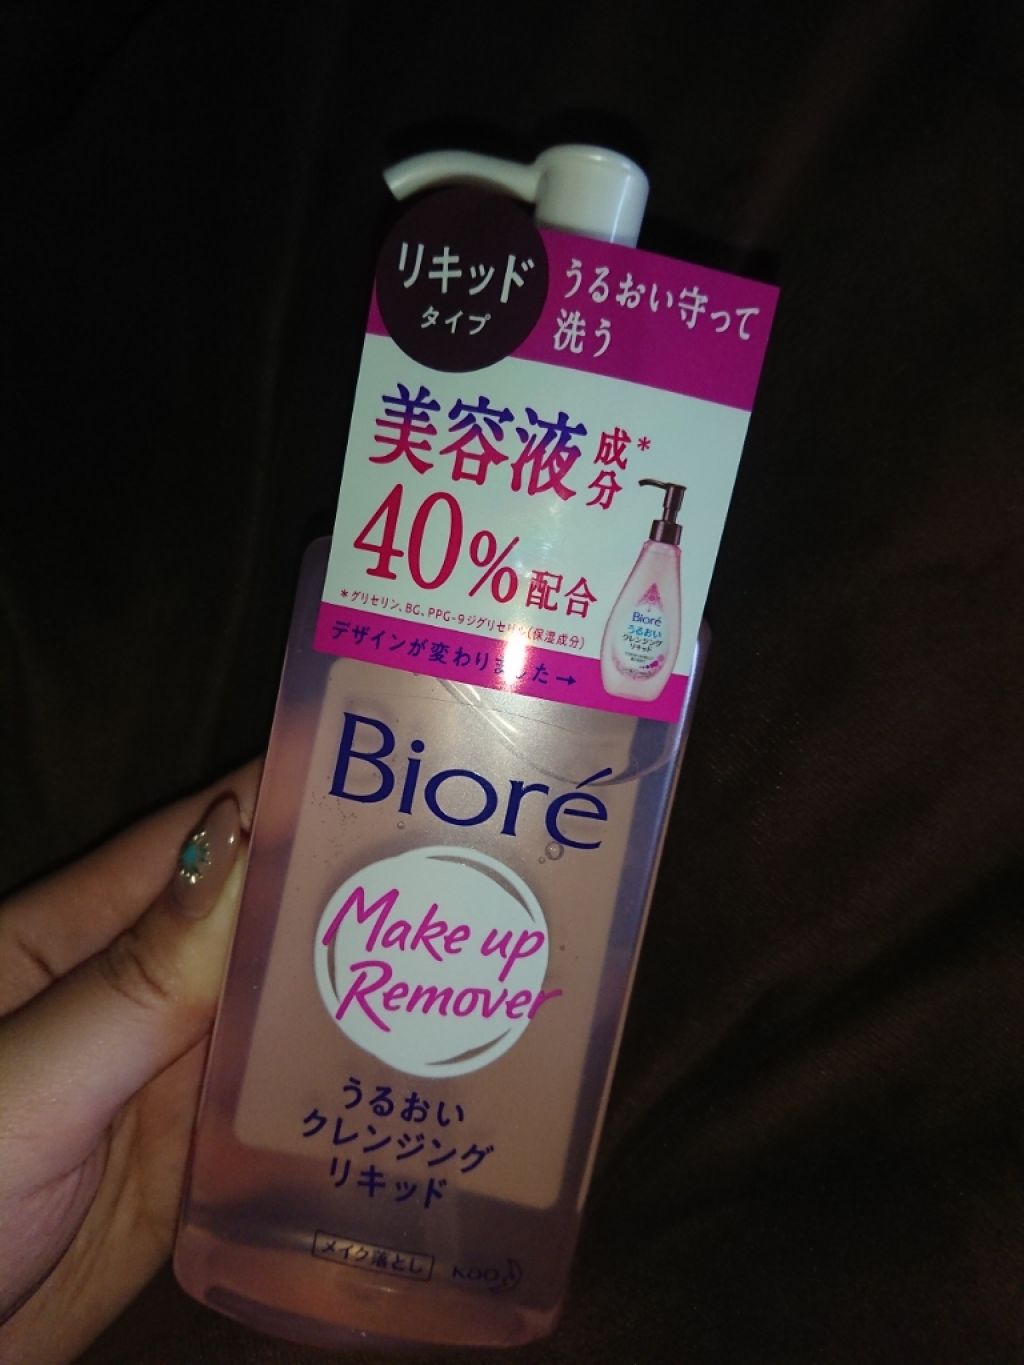 リキッド
タイプ
うるおい守って
洗う
美容液成分*
40%配合
*グリセリン、BG、PPG-9ジグリセリル(保湿成分)
デザインが変わりました→
Bioré
うるおい
クレンジング
リキッド
Bioré
Make up
Remover
うるおい
クレンジング
リキッド
メイク落とし
Kao